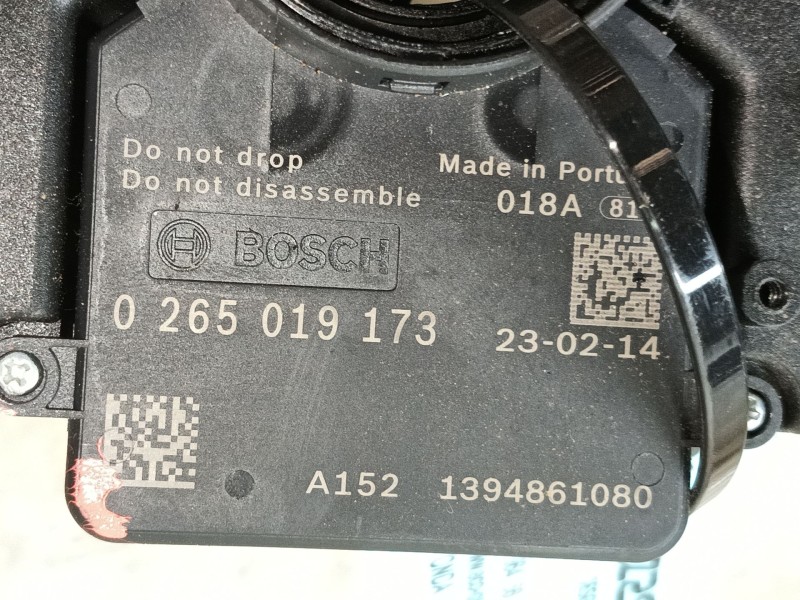 Do not drop
Do not disassemble
Made in
018A
BOSCH
0 265 019 173
23-02-14
A152 1394861080